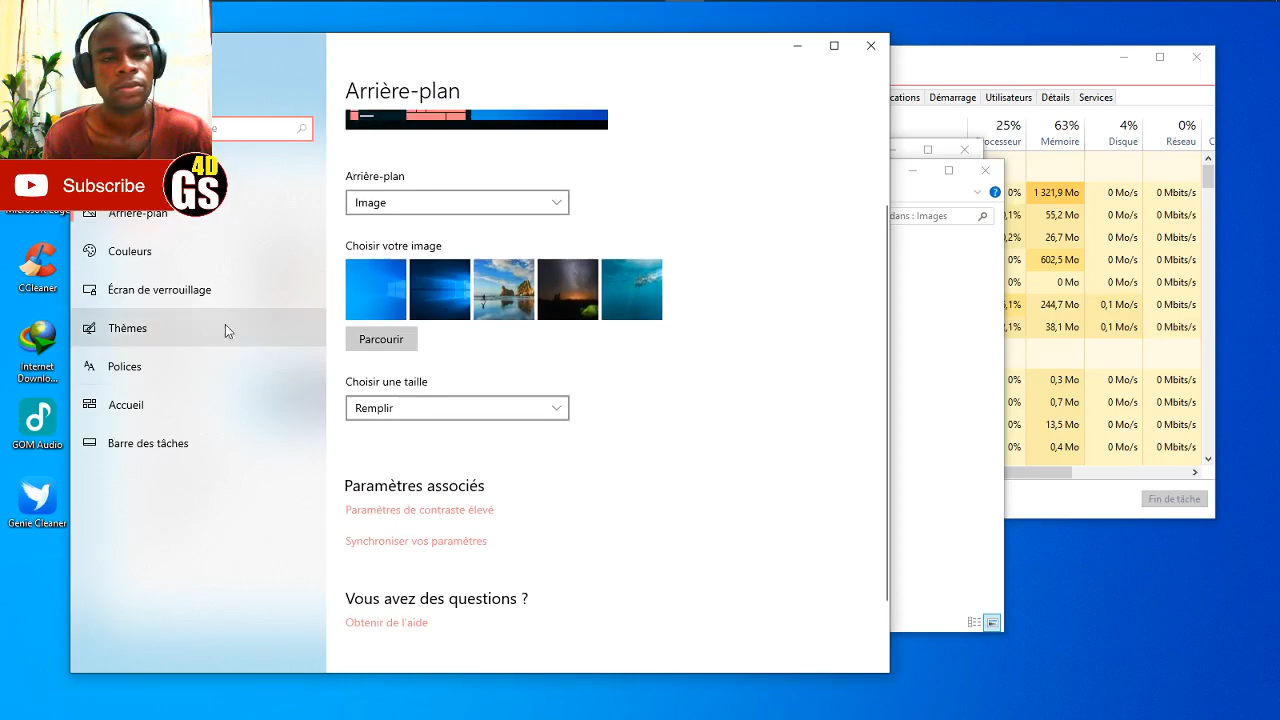 Subscribe
4D
GS
Microsoft Edge
CCleaner
Internet
Downlo...
GOM Audio
Génie Cleaner
e
Arrière-plan
Couleurs
Écran de verrouillage
Thèmes
Polices
Accueil
Barre des tâches
Arrière-plan
Arrière-plan
Image
Choisir votre image
Parcourir
Choisir une taille
Remplir
Paramètres associés
Paramètres de contraste élevé
Synchroniser vos paramètres
Vous avez des questions ?
Obtenir de l'aide
dans : Images
cations Démarrage Utilisateurs Détails Services
25% 63% 4% 0%
ocesseur Mémoire Disque Réseau C
0% 1 321,9 Mo 0 Mo/s 0 Mbits/s
,1% 55,2 Mo 0 Mo/s 0 Mbits/s
,2% 26,7 Mo 0 Mo/s 0 Mbits/s
0% 602,5 Mo 0 Mo/s 0 Mbits/s
0% 0 Mo 0 Mo/s 0 Mbits/s
,1% 244,7 Mo 0,1 Mo/s 0 Mbits/s
,1% 38,1 Mo 0,1 Mo/s 0 Mbits/s
0% 0,3 Mo 0 Mo/s 0 Mbits/s
0% 0,7 Mo 0 Mo/s 0 Mbits/s
0% 13,5 Mo 0 Mo/s 0 Mbits/s
0% 0,4 Mo 0 Mo/s 0 Mbits/s
Fin de tâche